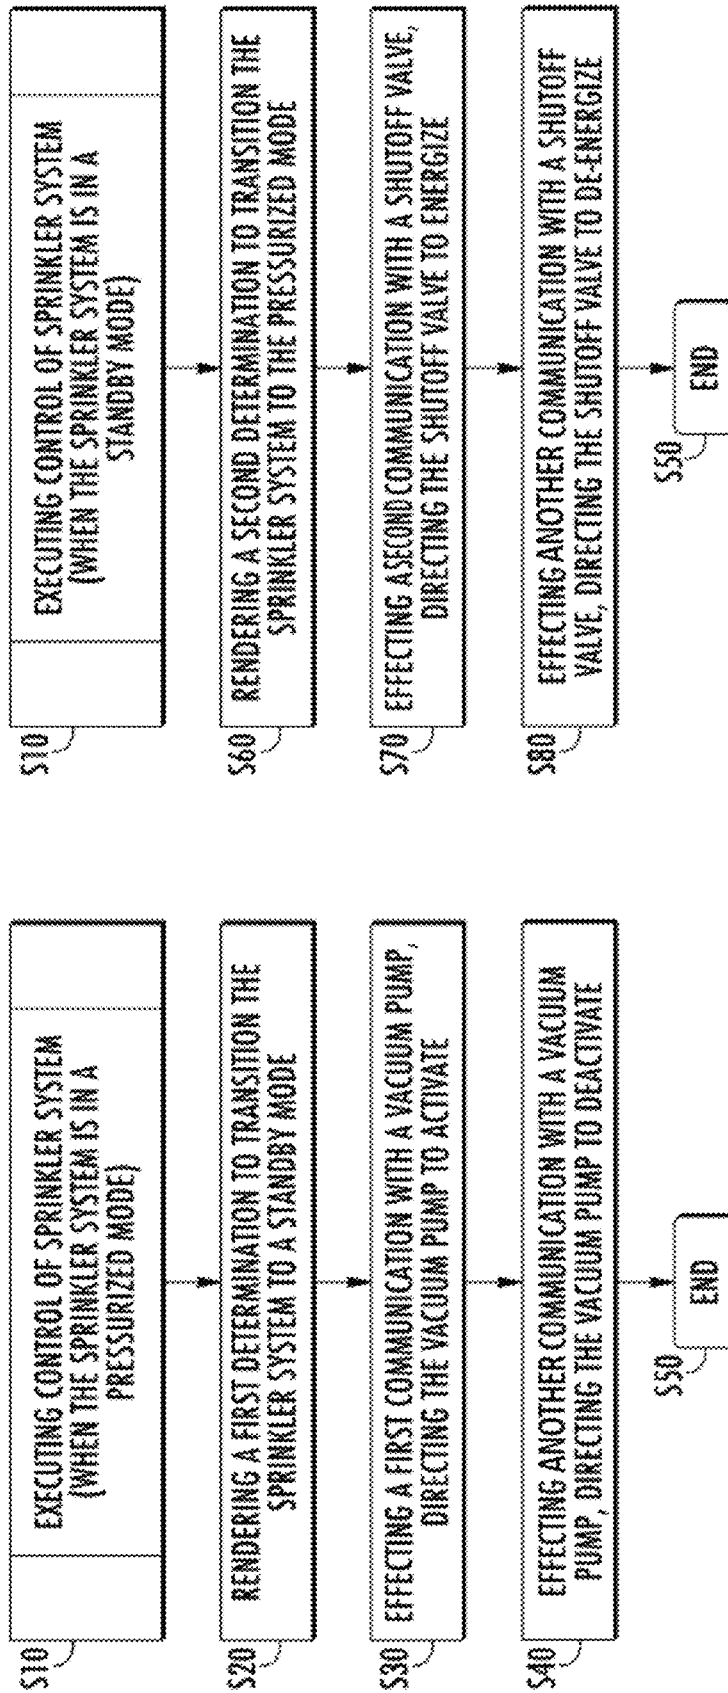 S10
EXECUTING CONTROL OF SPRINKLER SYSTEM
(WHEN THE SPRINKLER SYSTEM IS IN A
PRESSURIZED MODE)
S20
RENDERING A FIRST DETERMINATION TO TRANSITION THE
SPRINKLER SYSTEM TO A STANDBY MODE
S30
EFFECTING A FIRST COMMUNICATION WITH A VACUUM PUMP,
DIRECTING THE VACUUM PUMP TO ACTIVATE
S40
EFFECTING ANOTHER COMMUNICATION WITH A VACUUM
PUMP, DIRECTING THE VACUUM PUMP TO DEACTIVATE
S50
END
S10
EXECUTING CONTROL OF SPRINKLER SYSTEM
(WHEN THE SPRINKLER SYSTEM IS IN A
STANDBY MODE)
S60
RENDERING A SECOND DETERMINATION TO TRANSITION THE
SPRINKLER SYSTEM TO THE PRESSURIZED MODE
S70
EFFECTING ASECOND COMMUNICATION WITH A SHUTOFF VALVE,
DIRECTING THE SHUTOFF VALVE TO ENERGIZE
S80
EFFECTING ANOTHER COMMUNICATION WITH A SHUTOFF
VALVE, DIRECTING THE SHUTOFF VALVE TO DE-ENERGIZE
S50
END